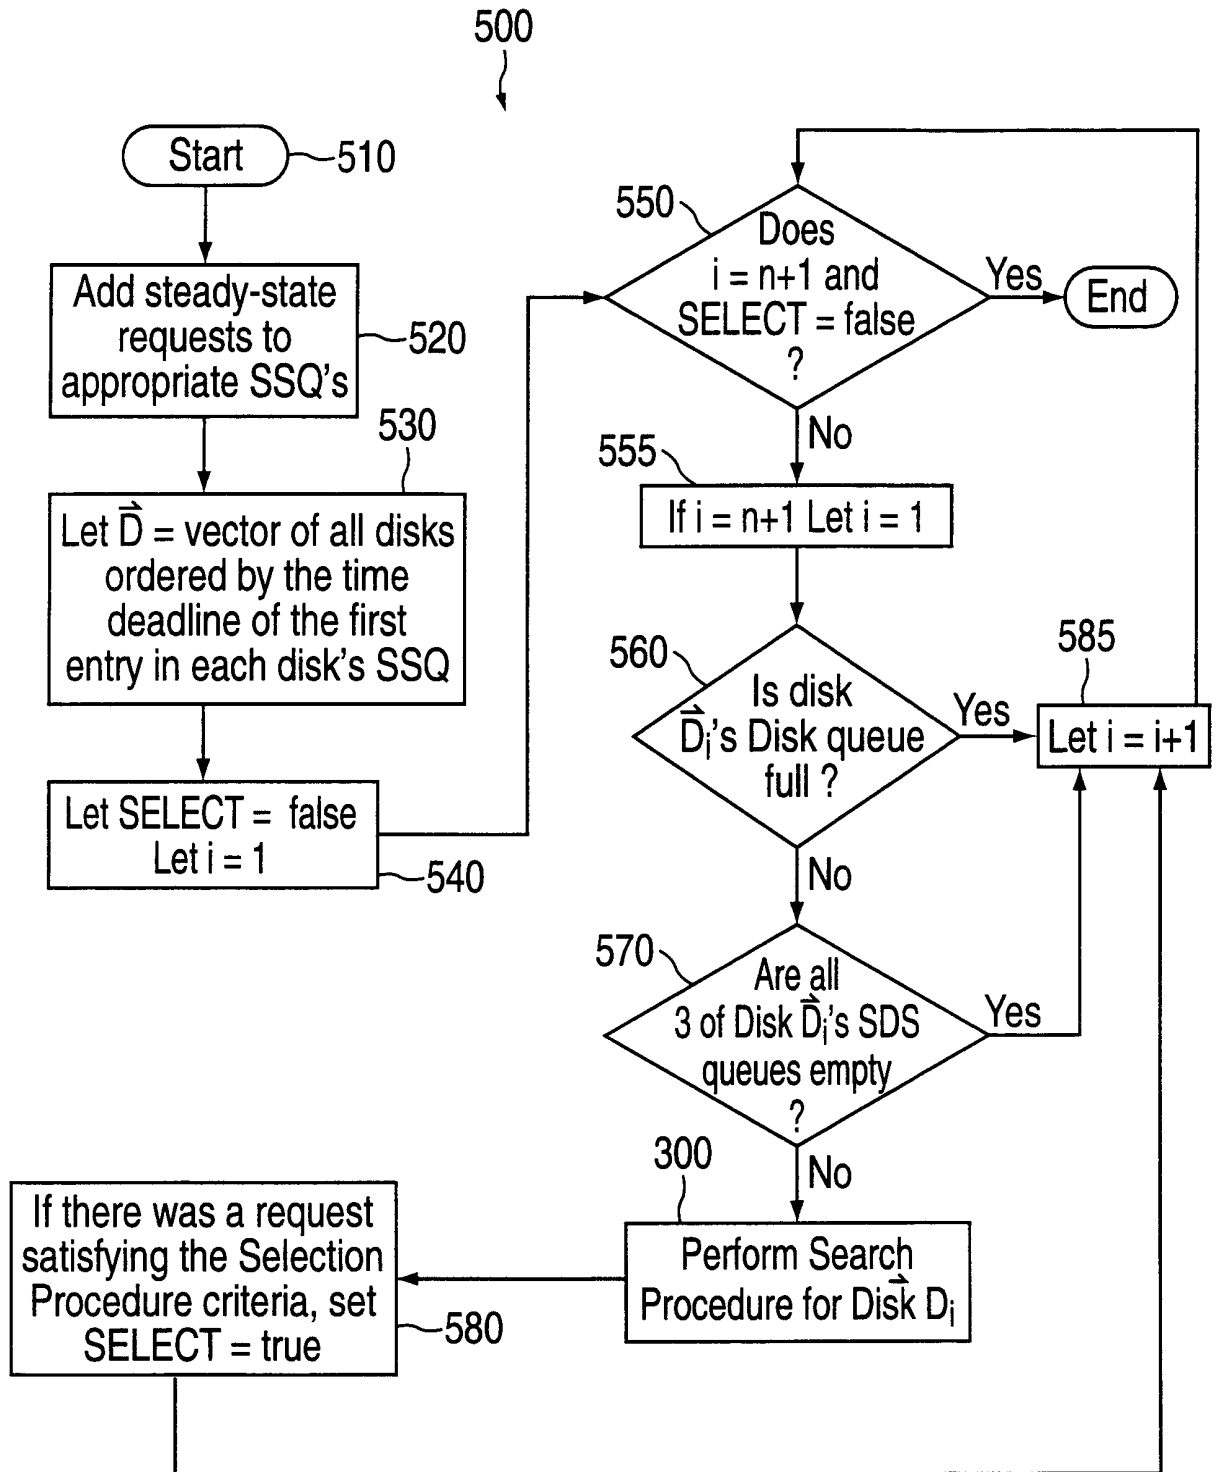 500
Start
510
Add steady-state
requests to
appropriate SSQ's
520
530
Let D⃗ = vector of all disks
ordered by the time
deadline of the first
entry in each disk's SSQ
Let SELECT = false
Let i = 1
540
550
Does
i = n+1 and
SELECT = false
?
Yes
End
No
555
If i = n+1 Let i = 1
560
Is disk
D⃗i's Disk queue
full ?
Yes
585
Let i = i+1
No
570
Are all
3 of Disk D⃗i's SDS
queues empty
?
Yes
No
300
Perform Search
Procedure for Disk D⃗i
If there was a request
satisfying the Selection
Procedure criteria, set
SELECT = true
580